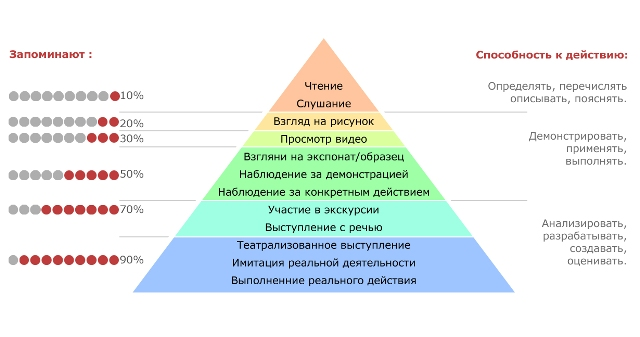 Запоминают :
Способность к действию:
Чтение
Слушание
Взгляд на рисунок
Просмотр видео
Взгляни на экспонат/образец
Наблюдение за демонстрацией
Наблюдение за конкретным действием
Участие в экскурсии
Выступление с речью
Театрализованное выступление
Имитация реальной деятельности
Выполненние реального действия
10%
20%
30%
50%
70%
90%
Определять, перечислять
описывать, пояснять.
Демонстрировать,
применять,
выполнять.
Анализировать,
разрабатывать,
создавать,
оценивать.